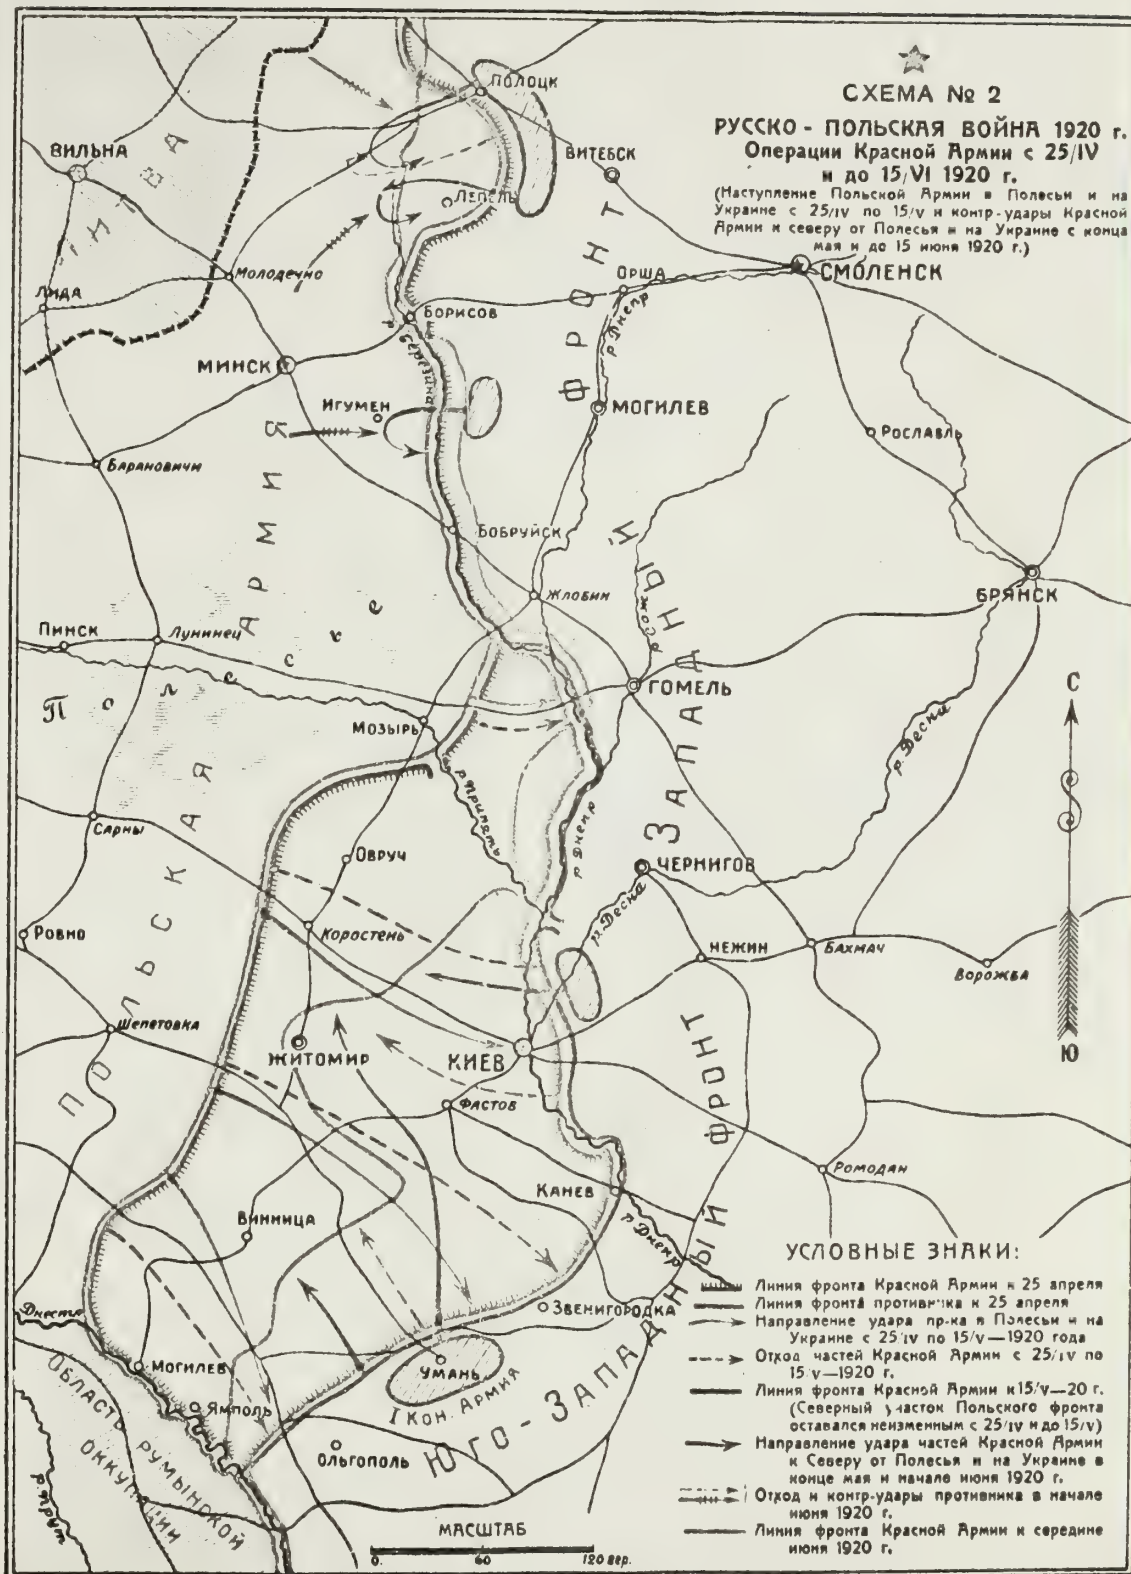 СХЕМА № 2
РУССКО - ПОЛЬСКАЯ ВОЙНА 1920 г.
Операции Красной Армии с 25/IV
и до 15/VI 1920 г.
(Наступление Польской Армии в Полесьи и на
Украине с 25/IV по 15/V и контр-удары Красной
Армии к северу от Полесья и на Украине с конца
мая и до 15 июня 1920 г.)
ПОЛОЦК
ВИЛЬНА
ВИТЕБСК
ЛЕПЕЛЬ
МОЛОДЕЧНО
ЛИДА
ОРША
СМОЛЕНСК
р. Днепр
БОРИСОВ
р. Березина
МИНСК
ИГУМЕН
МОГИЛЕВ
РОСЛАВЛЬ
Барановичи
БОБРУЙСК
ЖЛОБИН
БРЯНСК
р. Сож
ПИНСК
Лунинец
ГОМЕЛЬ
Полесье
МОЗЫРЬ
р. Припять
р. Днепр
р. Десна
САРНЫ
ОВРУЧ
ЧЕРНИГОВ
р. Десна
РОВНО
Коростень
НЕЖИН
БАХМАЧ
Ворожба
Шепетовка
ЖИТОМИР
КИЕВ
ФАСТОВ
РОМОДАН
КАНЕВ
ВИННИЦА
р. Днепр
ЗВЕНИГОРОДКА
Днестр
МОГИЛЕВ
УМАНЬ
I Кон. АРМИЯ
ЯМПОЛЬ
ОЛЬГОПОЛЬ
р. Прут
ОБЛАСТЬ РУМЫНСКОЙ
ОККУПАЦИИ
ПОЛЬСКАЯ АРМИЯ
ЗАПАДНЫЙ ФРОНТ
ЮГО-ЗАПАДНЫЙ ФРОНТ
С
Ю
УСЛОВНЫЕ ЗНАКИ:
Линия фронта Красной Армии к 25 апреля
Линия фронта противника к 25 апреля
Направление удара пр-ка в Полесьи и на
Украине с 25/IV по 15/V—1920 года
Отход частей Красной Армии с 25/IV по
15/V—1920 г.
Линия фронта Красной Армии к 15/V—20 г.
(Северный участок Польского фронта
оставался неизменным с 25/IV и до 15/V)
Направление удара частей Красной Армии
к Северу от Полесья и на Украине в
конце мая и начале июня 1920 г.
Отход и контр-удары противника в начале
июня 1920 г.
Линия фронта Красной Армии к середине
июня 1920 г.
МАСШТАБ
0 60 120 вер.